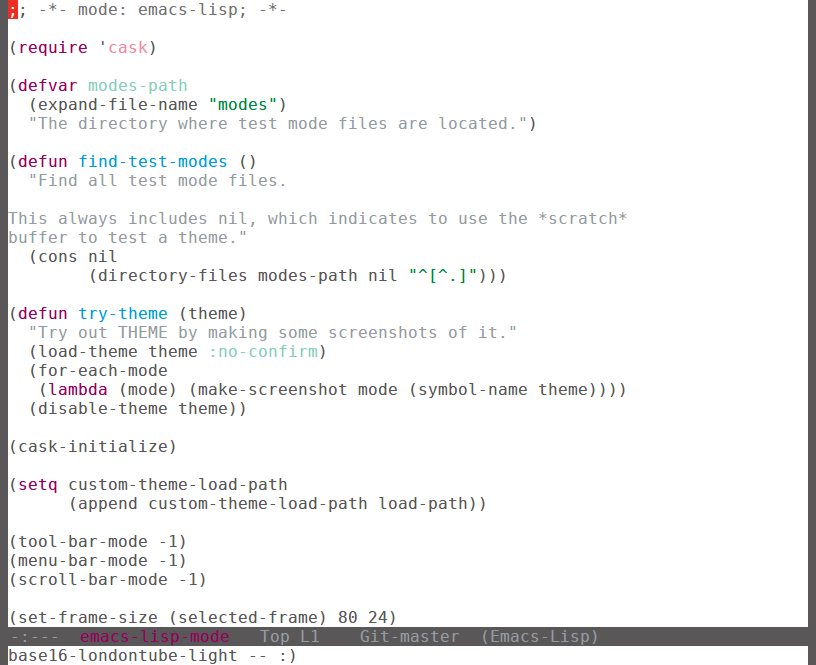 ;; -*- mode: emacs-lisp; -*-

(require 'cask)

(defvar modes-path
  (expand-file-name "modes")
  "The directory where test mode files are located.")

(defun find-test-modes ()
  "Find all test mode files.

This always includes nil, which indicates to use the *scratch*
buffer to test a theme."
  (cons nil
        (directory-files modes-path nil "^[^.]")))

(defun try-theme (theme)
  "Try out THEME by making some screenshots of it."
  (load-theme theme :no-confirm)
  (for-each-mode
   (lambda (mode) (make-screenshot mode (symbol-name theme))))
  (disable-theme theme))

(cask-initialize)

(setq custom-theme-load-path
      (append custom-theme-load-path load-path))

(tool-bar-mode -1)
(menu-bar-mode -1)
(scroll-bar-mode -1)

(set-frame-size (selected-frame) 80 24)
-:---  emacs-lisp-mode   Top L1    Git-master  (Emacs-Lisp)
base16-londontube-light -- :)